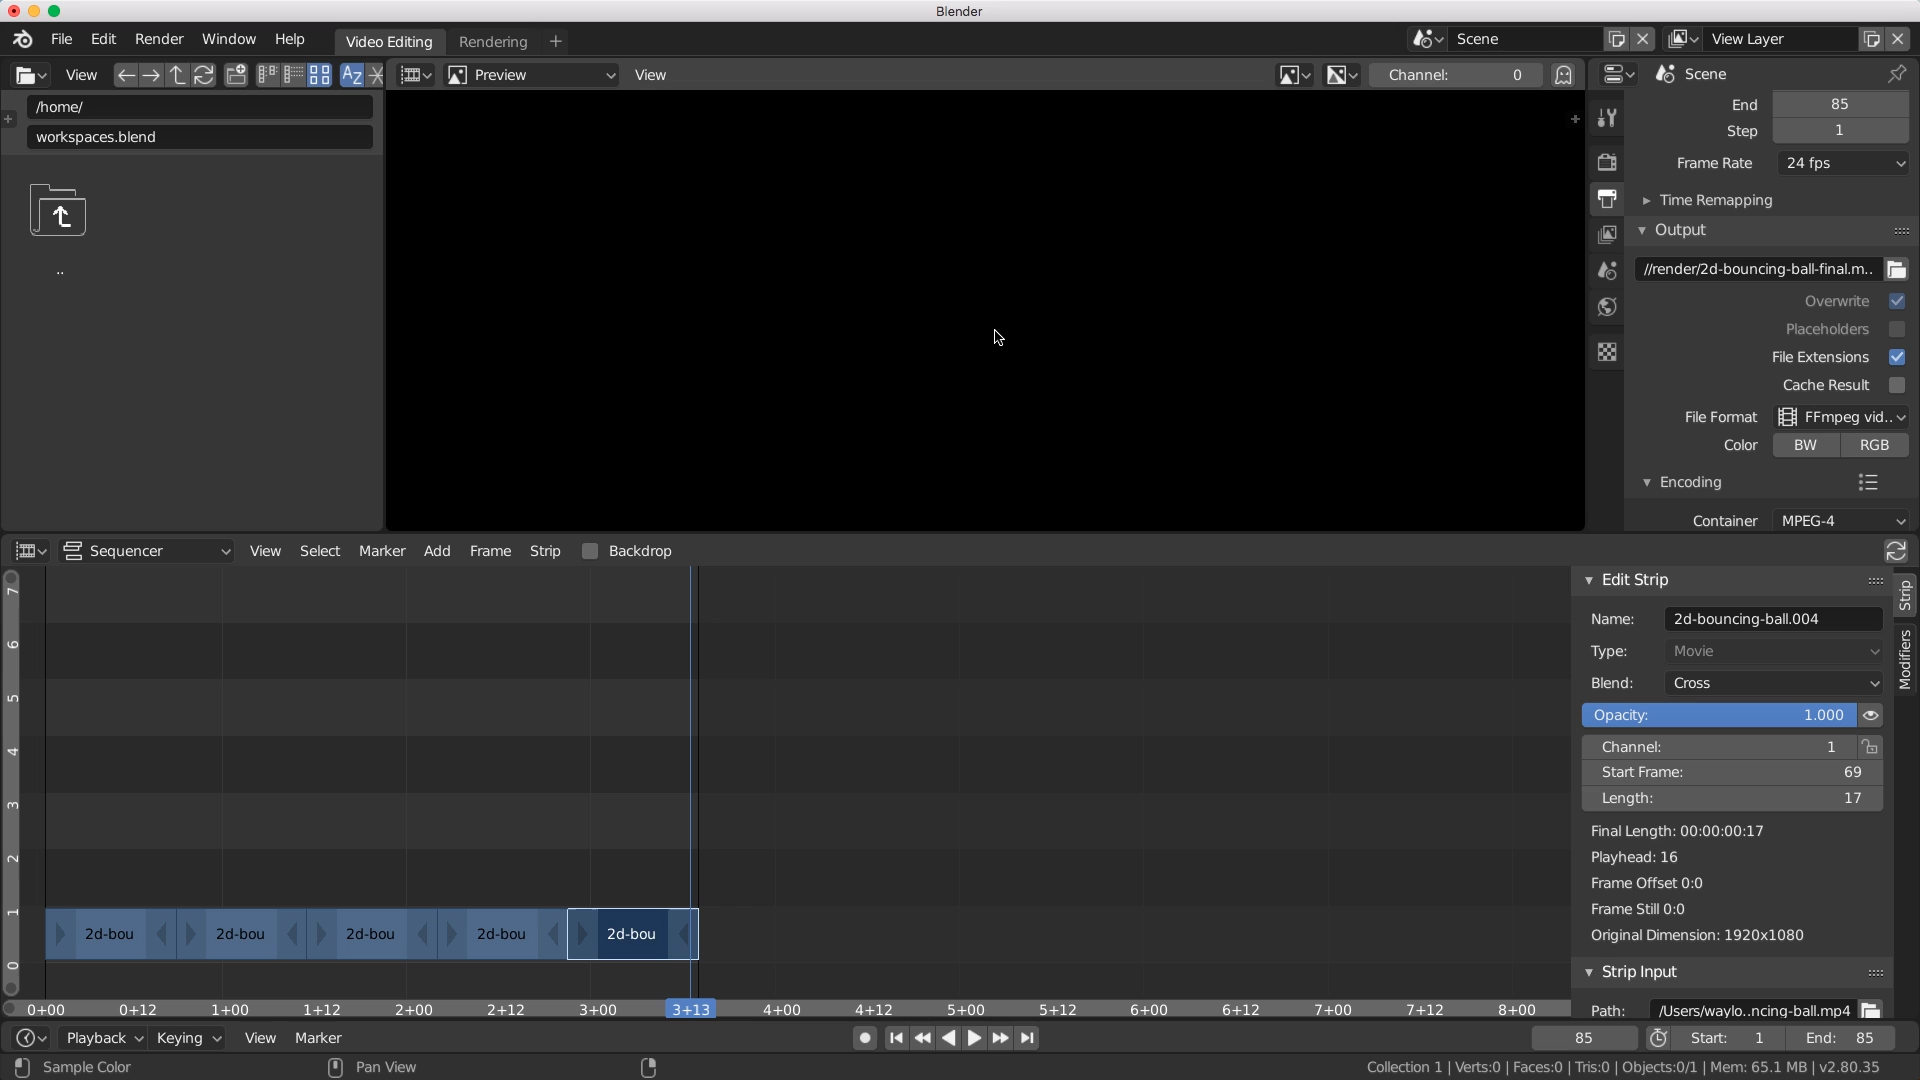 Blender
File Edit Render Window Help Video Editing Rendering + Scene View Layer
View AZ Preview View Channel: 0 Scene
/home/
workspaces.blend
..
End 85
Step 1
Frame Rate 24 fps
Time Remapping
Output
//render/2d-bouncing-ball-final.m..
Overwrite
Placeholders
File Extensions
Cache Result
File Format FFmpeg vid..
Color BW RGB
Encoding
Container MPEG-4
Sequencer View Select Marker Add Frame Strip Backdrop
7
6
5
4
3
2
1
0
2d-bou 2d-bou 2d-bou 2d-bou 2d-bou
0+00 0+12 1+00 1+12 2+00 2+12 3+00 3+13 4+00 4+12 5+00 5+12 6+00 6+12 7+00 7+12 8+00
Edit Strip
Name: 2d-bouncing-ball.004
Type: Movie
Blend: Cross
Opacity: 1.000
Channel: 1
Start Frame: 69
Length: 17
Final Length: 00:00:00:17
Playhead: 16
Frame Offset 0:0
Frame Still 0:0
Original Dimension: 1920x1080
Strip Input
Path: /Users/waylo..ncing-ball.mp4
Strip
Modifiers
Playback Keying View Marker 85 Start: 1 End: 85
Sample Color Pan View Collection 1 | Verts:0 | Faces:0 | Tris:0 | Objects:0/1 | Mem: 65.1 MB | v2.80.35